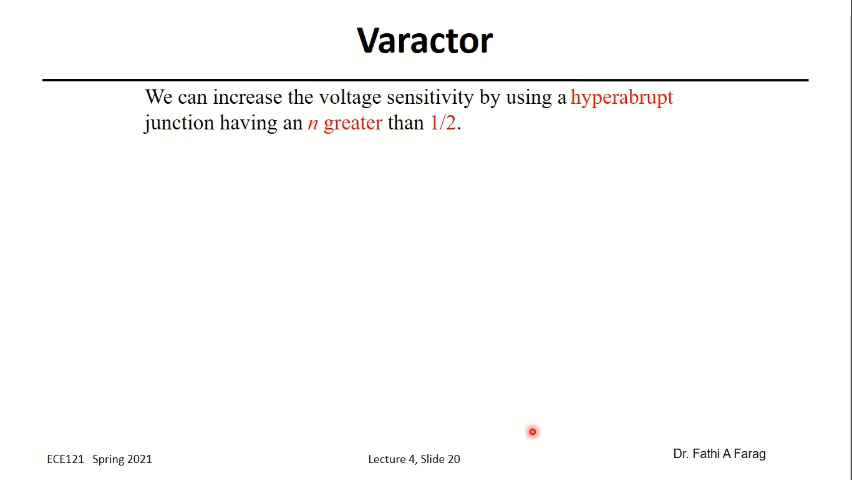 Varactor
We can increase the voltage sensitivity by using a hyperabrupt
junction having an n greater than 1/2.
ECE121 Spring 2021
Lecture 4, Slide 20
Dr. Fathi A Farag